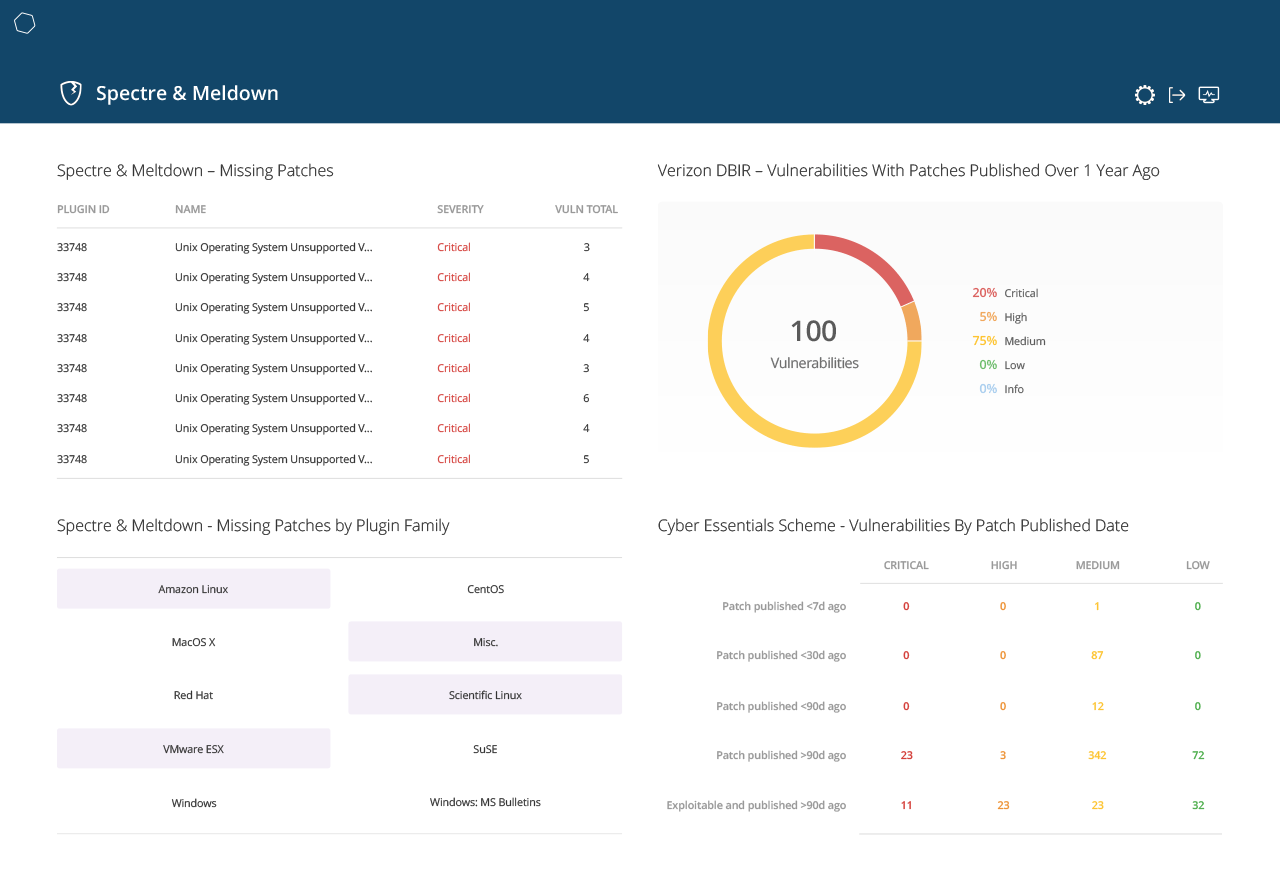 Spectre & Meldown
Spectre & Meltdown – Missing Patches
PLUGIN ID NAME SEVERITY VULN TOTAL
33748 Unix Operating System Unsupported V... Critical 3
33748 Unix Operating System Unsupported V... Critical 4
33748 Unix Operating System Unsupported V... Critical 5
33748 Unix Operating System Unsupported V... Critical 4
33748 Unix Operating System Unsupported V... Critical 3
33748 Unix Operating System Unsupported V... Critical 6
33748 Unix Operating System Unsupported V... Critical 4
33748 Unix Operating System Unsupported V... Critical 5
Verizon DBIR – Vulnerabilities With Patches Published Over 1 Year Ago
100
Vulnerabilities
20% Critical
5% High
75% Medium
0% Low
0% Info
Spectre & Meltdown - Missing Patches by Plugin Family
Amazon Linux CentOS
MacOS X Misc.
Red Hat Scientific Linux
VMware ESX SuSE
Windows Windows: MS Bulletins
Cyber Essentials Scheme - Vulnerabilities By Patch Published Date
CRITICAL HIGH MEDIUM LOW
Patch published <7d ago 0 0 1 0
Patch published <30d ago 0 0 87 0
Patch published <90d ago 0 0 12 0
Patch published >90d ago 23 3 342 72
Exploitable and published >90d ago 11 23 23 32